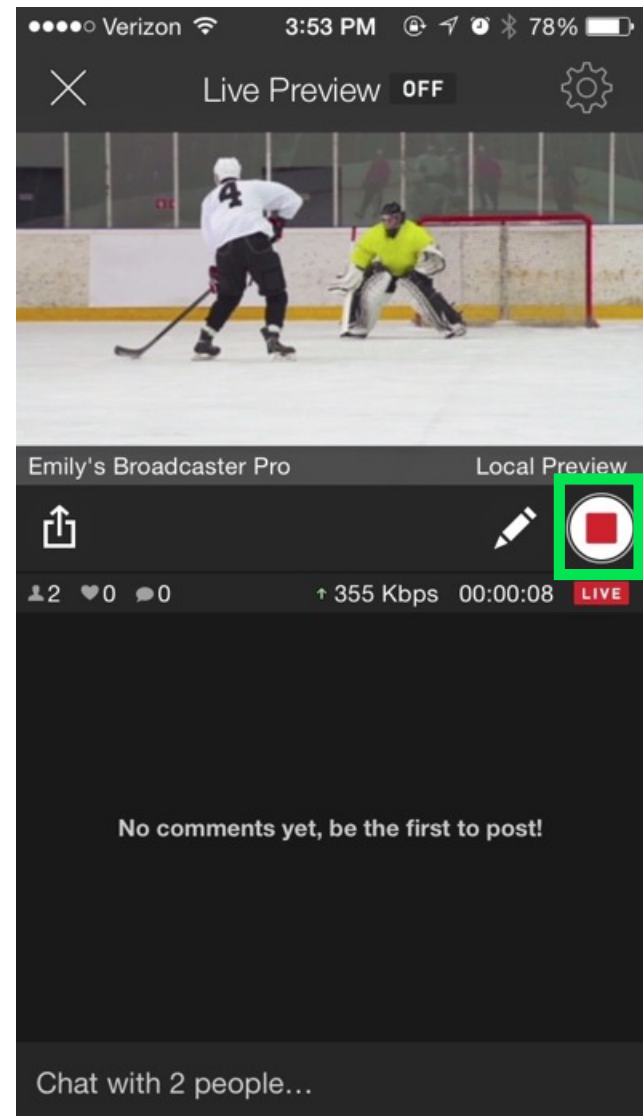 Verizon 3:53 PM 78%
Live Preview OFF
4
Emily's Broadcaster Pro Local Preview
2 0 0 ↑ 355 Kbps 00:00:08 LIVE
No comments yet, be the first to post!
Chat with 2 people...